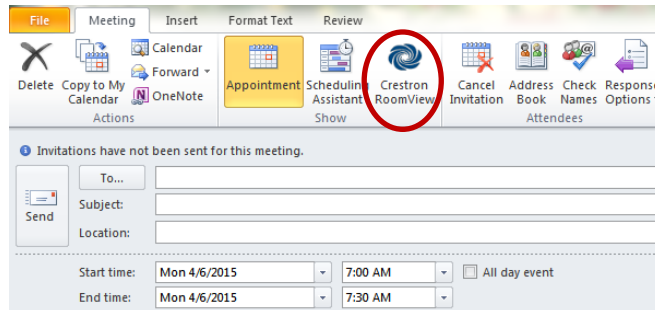 File Meeting Insert Format Text Review
Calendar
Forward
OneNote
Delete Copy to My Calendar
Appointment Scheduling Assistant Crestron RoomView
Cancel Invitation Address Book Check Names Response Options
Actions Show Attendees
Invitations have not been sent for this meeting.
Send
To...
Subject:
Location:
Start time: Mon 4/6/2015 7:00 AM All day event
End time: Mon 4/6/2015 7:30 AM